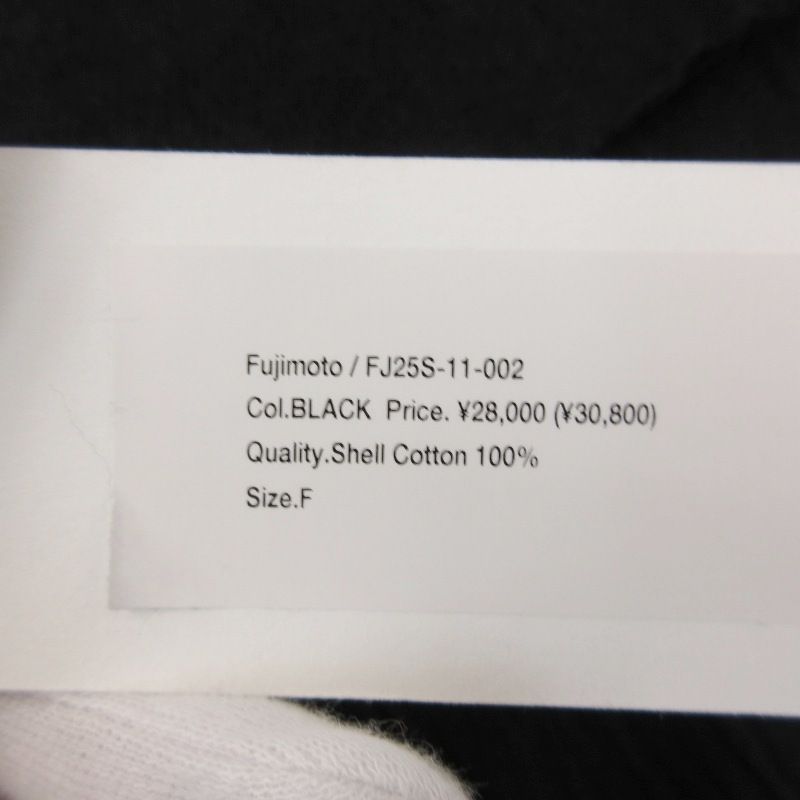 Fujimoto / FJ25S-11-002
Col.BLACK Price. ¥28,000 (¥30,800)
Quality.Shell Cotton 100%
Size.F